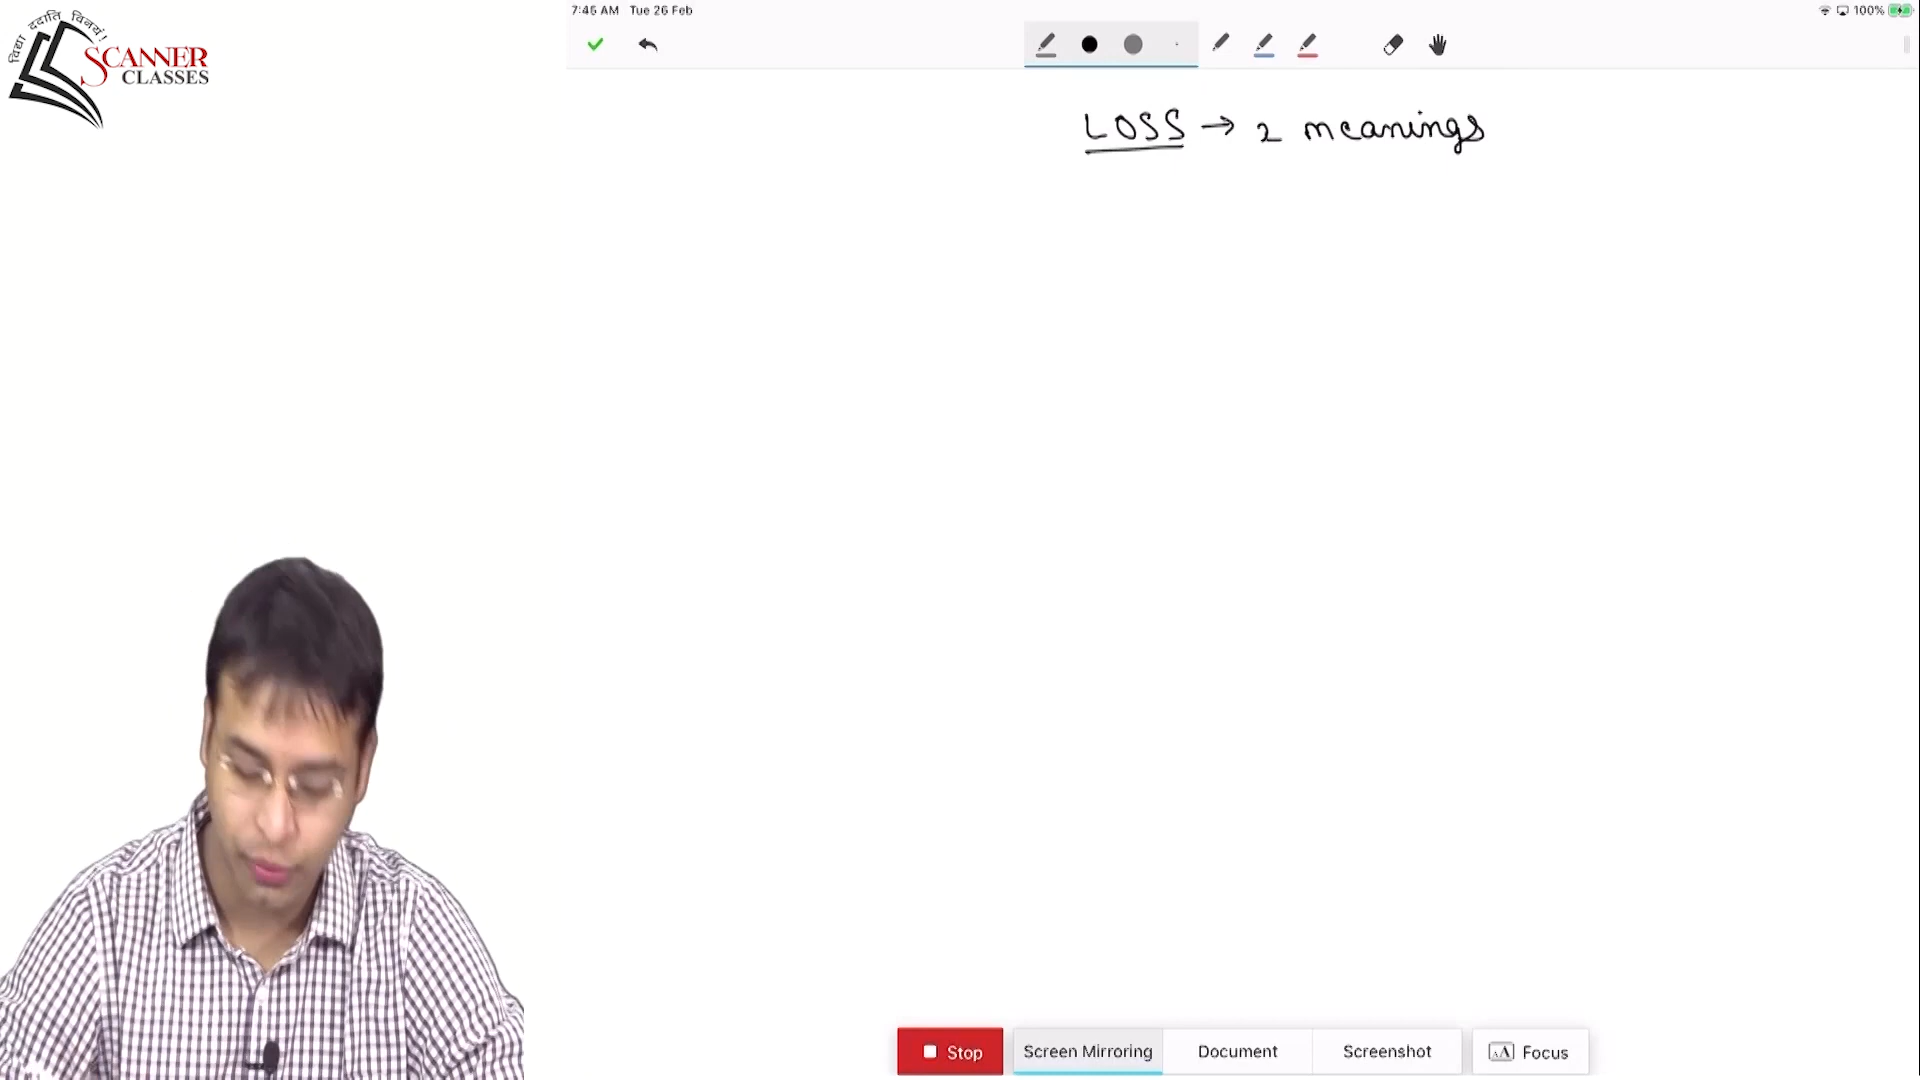 7:45 AM Tue 26 Feb
100%
विद्या ददाति विनयं!
SCANNER
CLASSES
LOSS → 2 meanings
Stop
Screen Mirroring
Document
Screenshot
AA Focus